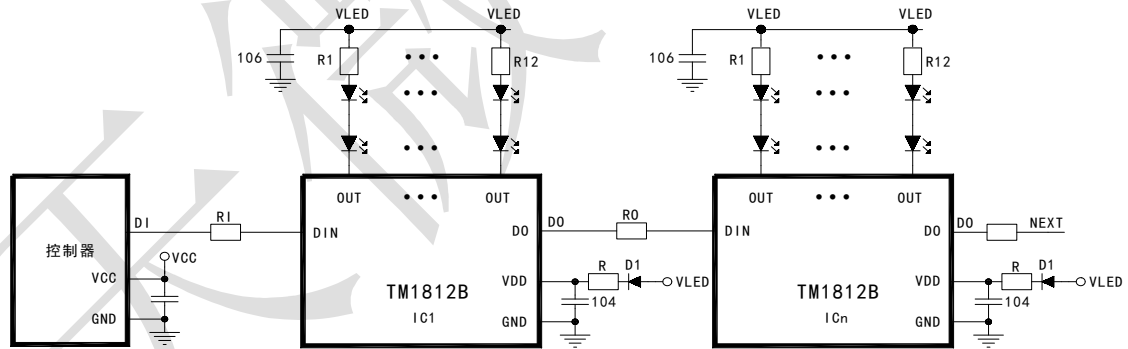 VLED VLED VLED VLED
106 R1 ••• R12 106 R1 ••• R12
••• •••
••• •••
OUT ••• OUT OUT ••• OUT
DI RI DIN DO DO RO DIN DO DO NEXT
控制器 VCC
VCC VDD R D1 VLED VDD R D1 VLED
TM1812B 104 TM1812B 104
GND IC1 GND ICn GND